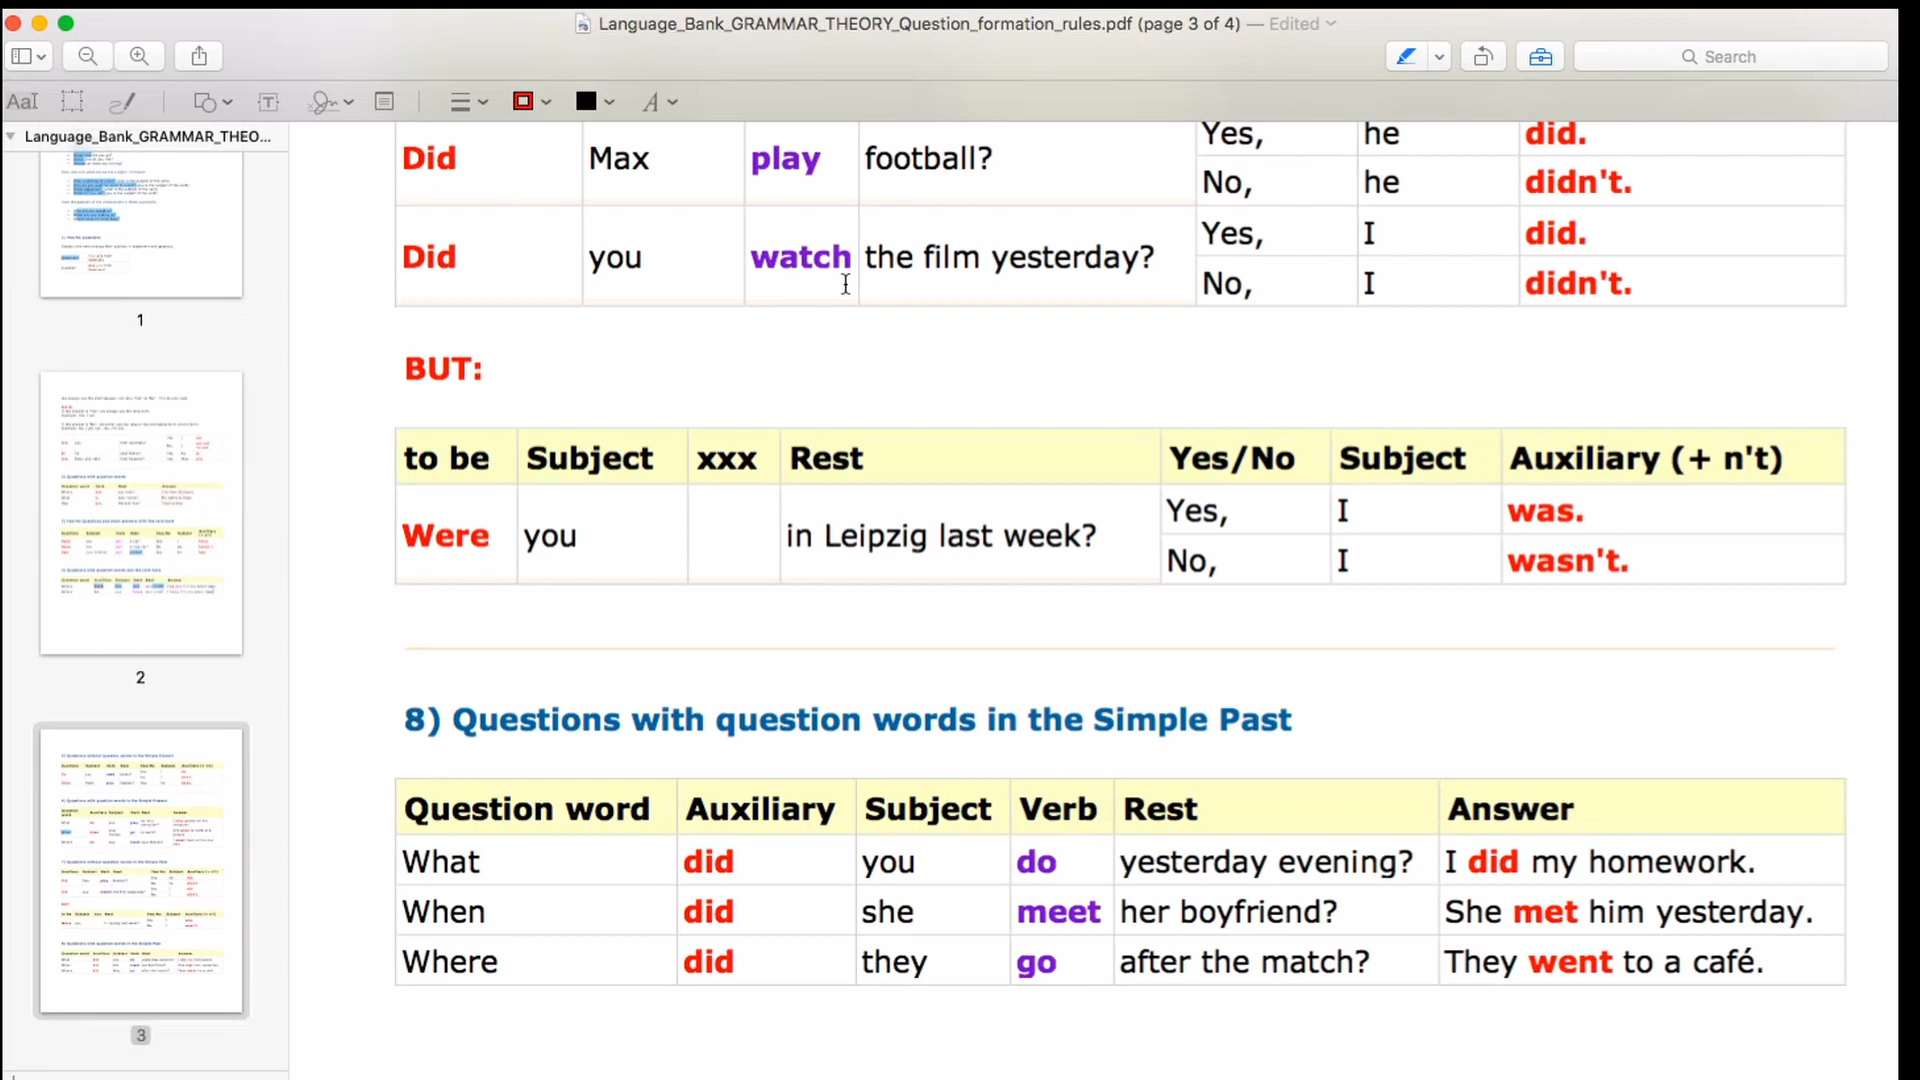 Language_Bank_GRAMMAR_THEORY_Question_formation_rules.pdf (page 3 of 4) — Edited
Search
Language_Bank_GRAMMAR_THEO...
1
2
3
Did Max play football? Yes, he did.
No, he didn't.
Did you watch the film yesterday? Yes, I did.
No, I didn't.
BUT:
to be Subject xxx Rest Yes/No Subject Auxiliary (+ n't)
Were you in Leipzig last week? Yes, I was.
No, I wasn't.
8) Questions with question words in the Simple Past
Question word Auxiliary Subject Verb Rest Answer
What did you do yesterday evening? I did my homework.
When did she meet her boyfriend? She met him yesterday.
Where did they go after the match? They went to a café.